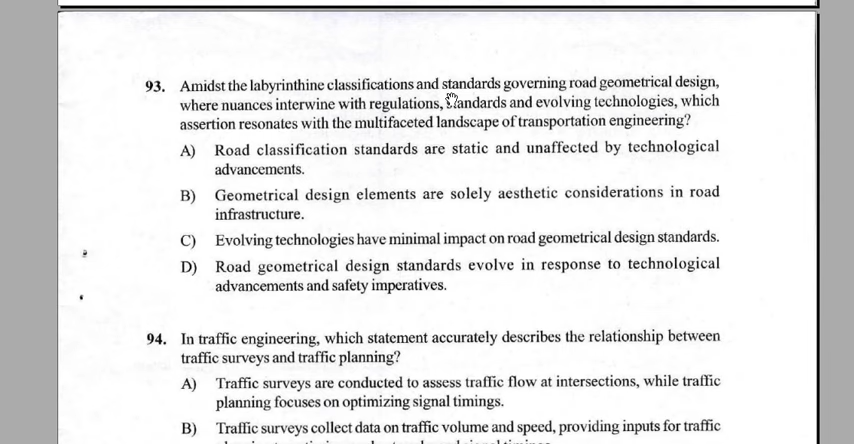 93. Amidst the labyrinthine classifications and standards governing road geometrical design,
where nuances interwine with regulations, standards and evolving technologies, which
assertion resonates with the multifaceted landscape of transportation engineering?
A) Road classification standards are static and unaffected by technological
advancements.
B) Geometrical design elements are solely aesthetic considerations in road
infrastructure.
C) Evolving technologies have minimal impact on road geometrical design standards.
D) Road geometrical design standards evolve in response to technological
advancements and safety imperatives.
94. In traffic engineering, which statement accurately describes the relationship between
traffic surveys and traffic planning?
A) Traffic surveys are conducted to assess traffic flow at intersections, while traffic
planning focuses on optimizing signal timings.
B) Traffic surveys collect data on traffic volume and speed, providing inputs for traffic